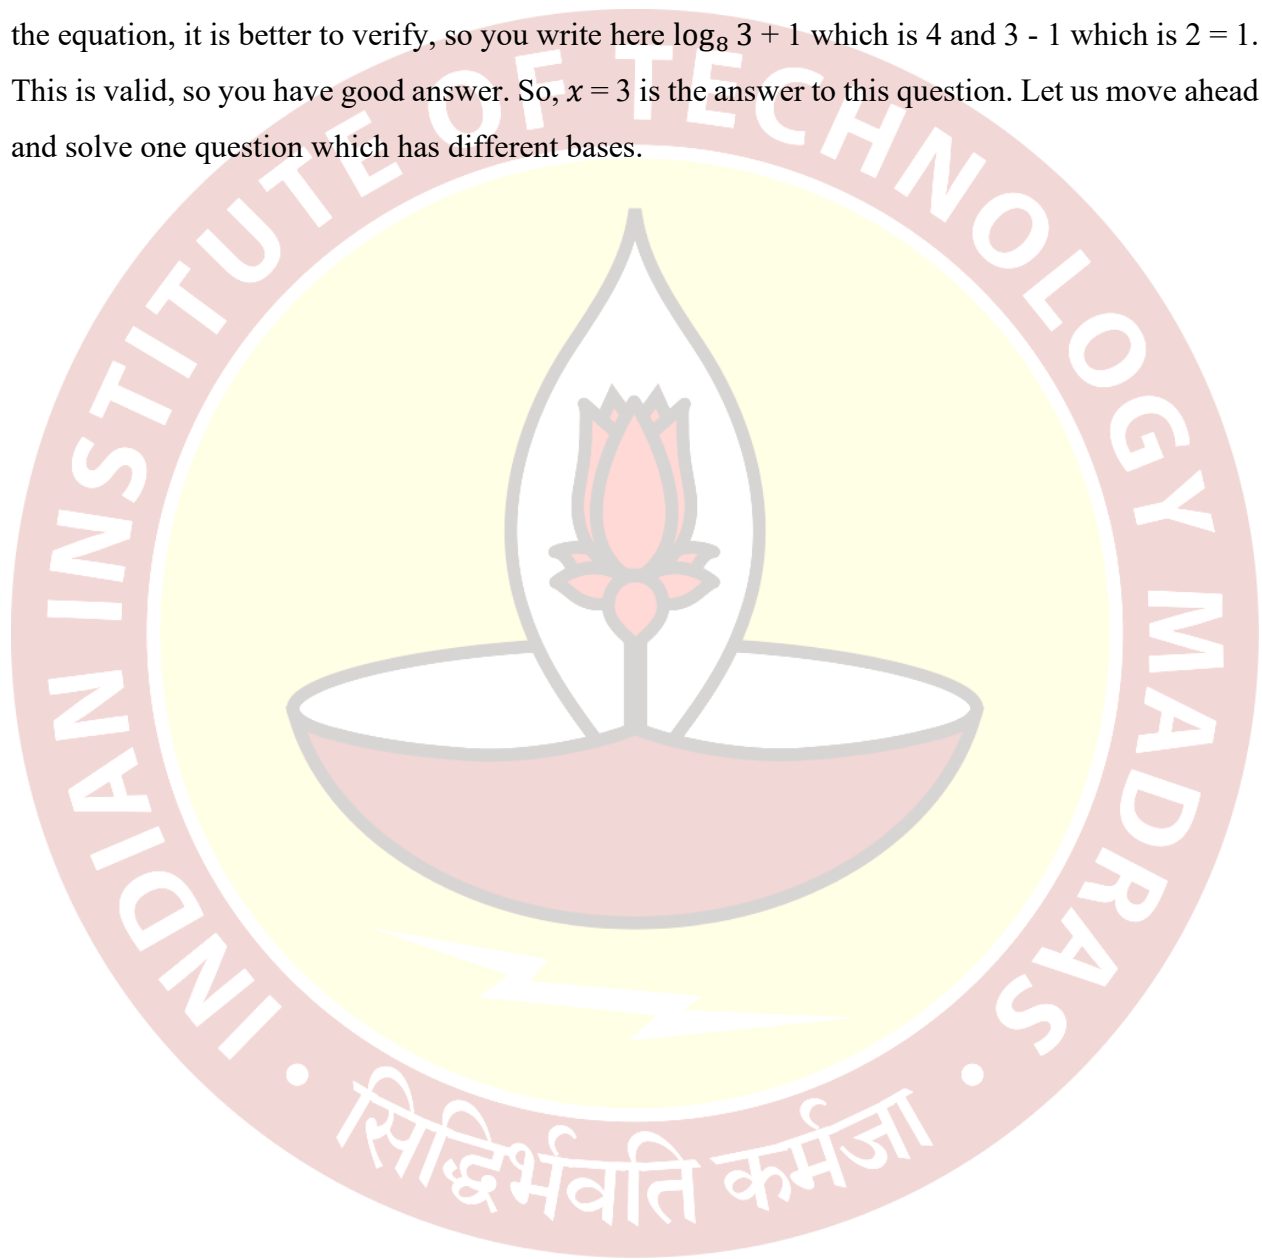 the equation, it is better to verify, so you write here log₈ 3 + 1 which is 4 and 3 - 1 which is 2 = 1.
This is valid, so you have good answer. So, 𝑥 = 3 is the answer to this question. Let us move ahead
and solve one question which has different bases.
INDIAN INSTITUTE OF TECHNOLOGY MADRAS
सिद्धिर्भवति कर्मजा